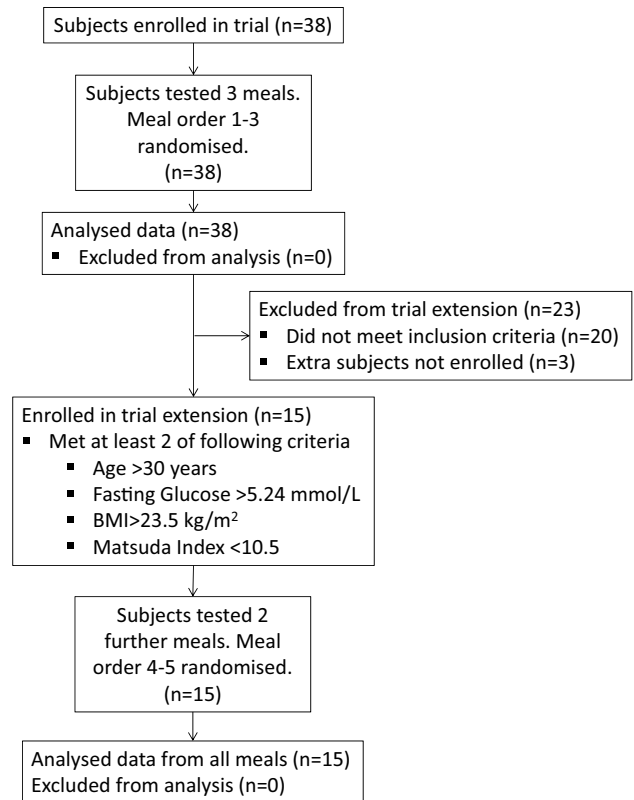 Subjects enrolled in trial (n=38)
Subjects tested 3 meals.
Meal order 1-3
randomised.
(n=38)
Analysed data (n=38)
▪ Excluded from analysis (n=0)
Excluded from trial extension (n=23)
▪ Did not meet inclusion criteria (n=20)
▪ Extra subjects not enrolled (n=3)
Enrolled in trial extension (n=15)
▪ Met at least 2 of following criteria
▪ Age >30 years
▪ Fasting Glucose >5.24 mmol/L
▪ BMI>23.5 kg/m²
▪ Matsuda Index <10.5
Subjects tested 2
further meals. Meal
order 4-5 randomised.
(n=15)
Analysed data from all meals (n=15)
Excluded from analysis (n=0)